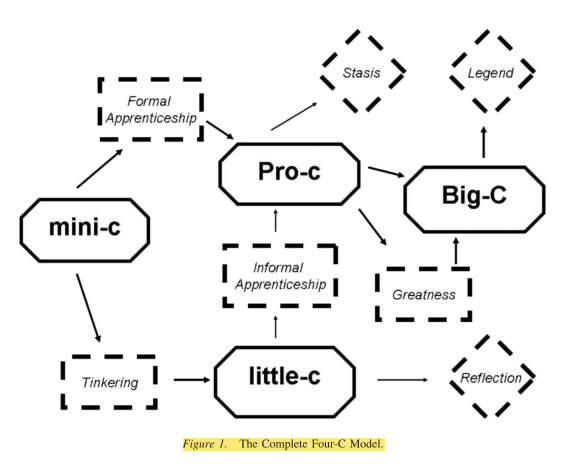 Stasis
Legend
Formal
Apprenticeship
Pro-c
Big-C
mini-c
Informal
Apprenticeship
Greatness
Tinkering
little-c
Reflection
Figure 1. The Complete Four-C Model.